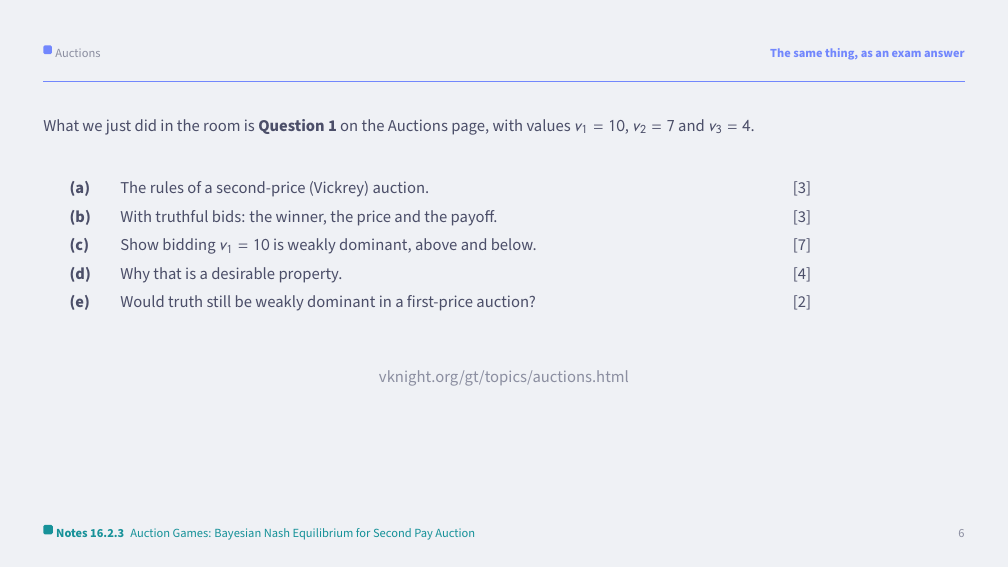 Auctions
The same thing, as an exam answer
What we just did in the room is Question 1 on the Auctions page, with values v₁ = 10, v₂ = 7 and v₃ = 4.
(a) The rules of a second-price (Vickrey) auction. [3]
(b) With truthful bids: the winner, the price and the payoff. [3]
(c) Show bidding v₁ = 10 is weakly dominant, above and below. [7]
(d) Why that is a desirable property. [4]
(e) Would truth still be weakly dominant in a first-price auction? [2]
vknight.org/gt/topics/auctions.html
Notes 16.2.3 Auction Games: Bayesian Nash Equilibrium for Second Pay Auction
6